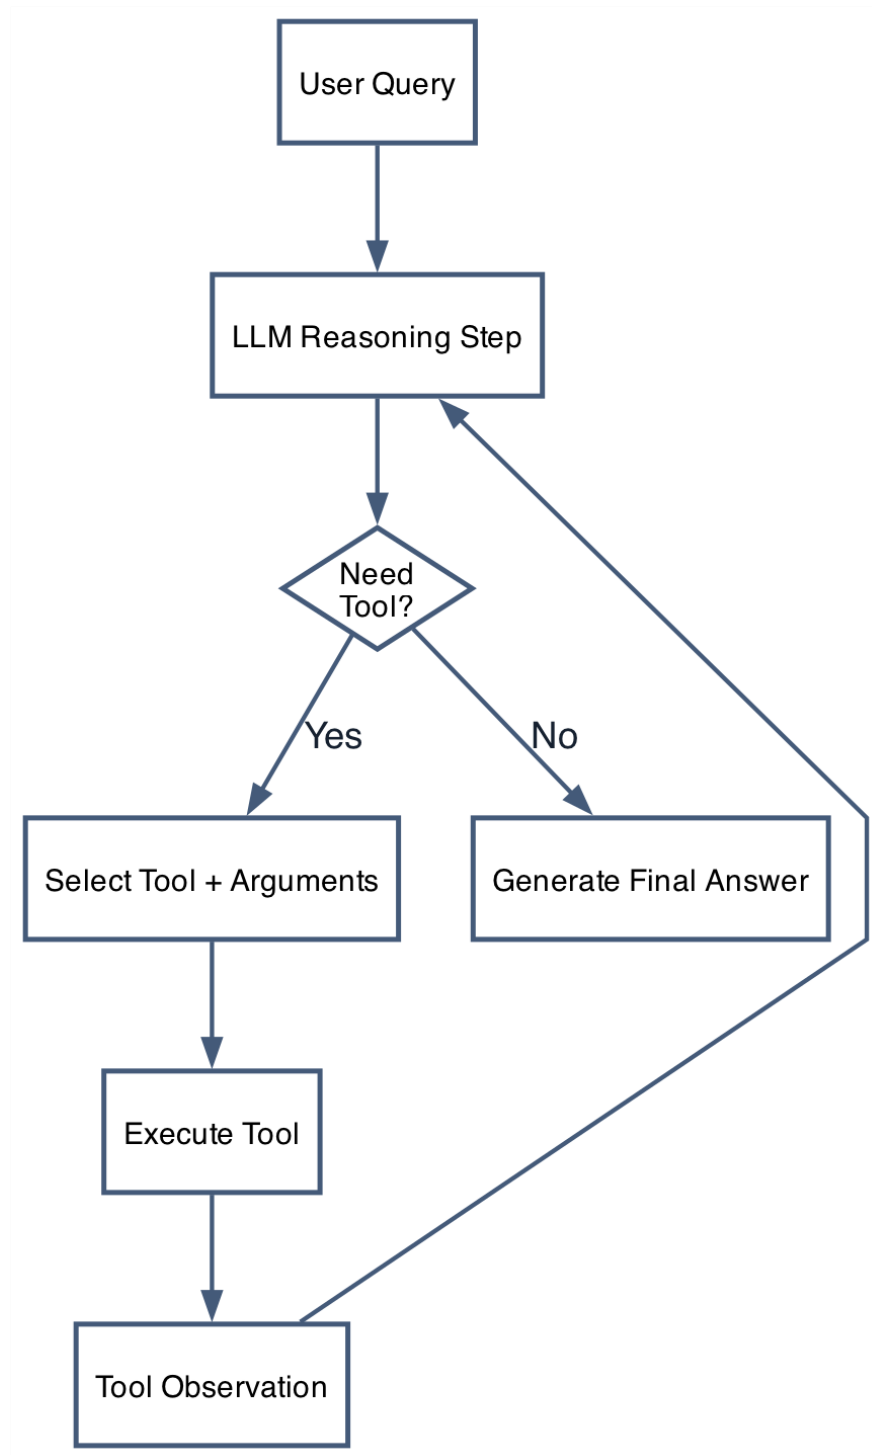 User Query
LLM Reasoning Step
Need
Tool?
Yes
No
Select Tool + Arguments
Generate Final Answer
Execute Tool
Tool Observation